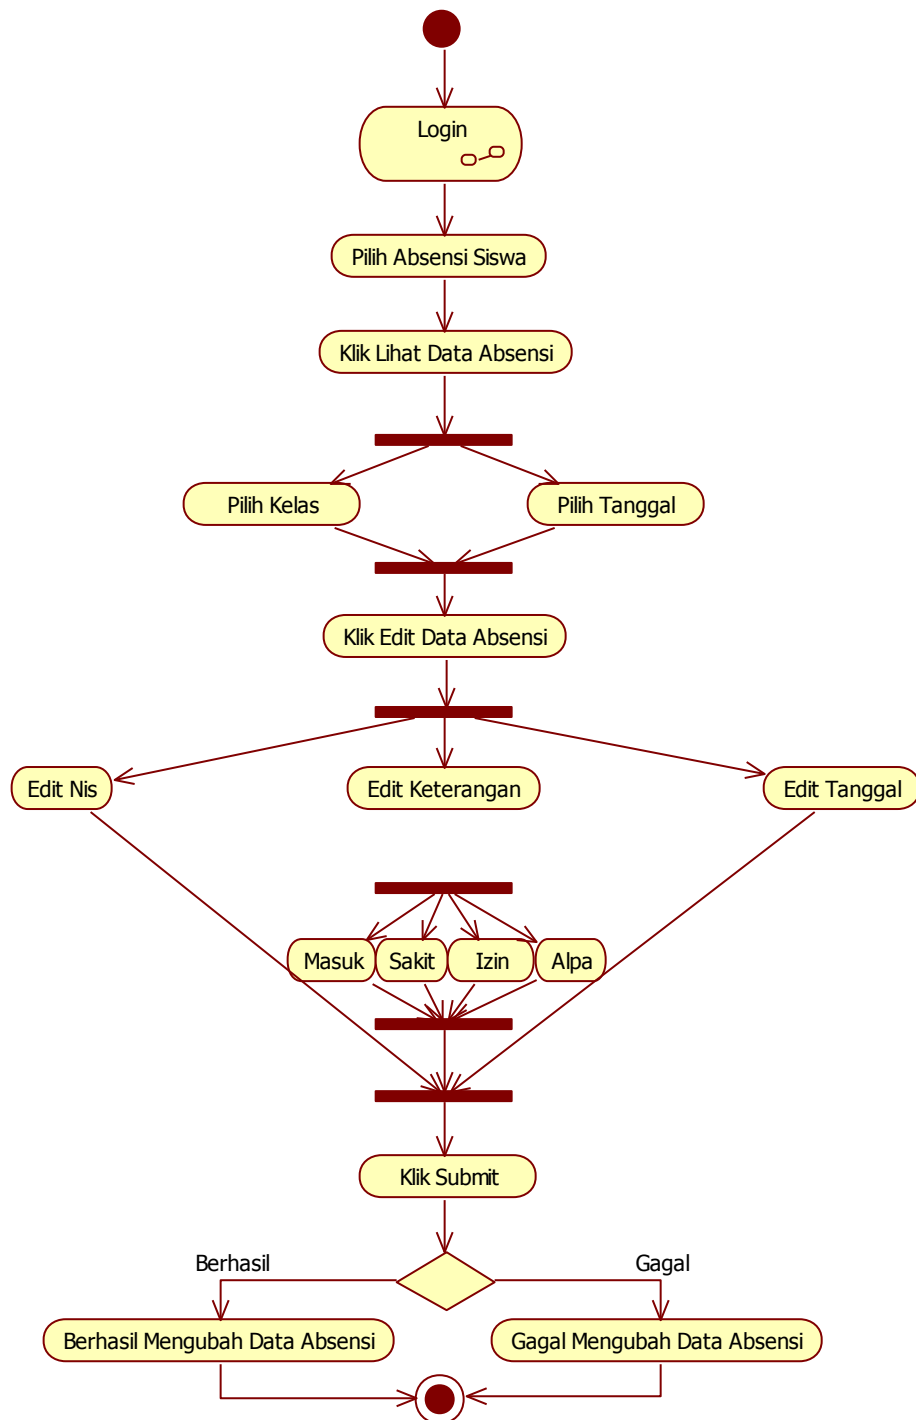 Login
Pilih Absensi Siswa
Klik Lihat Data Absensi
Pilih Kelas
Pilih Tanggal
Klik Edit Data Absensi
Edit Nis
Edit Keterangan
Edit Tanggal
Masuk
Sakit
Izin
Alpa
Klik Submit
Berhasil
Gagal
Berhasil Mengubah Data Absensi
Gagal Mengubah Data Absensi